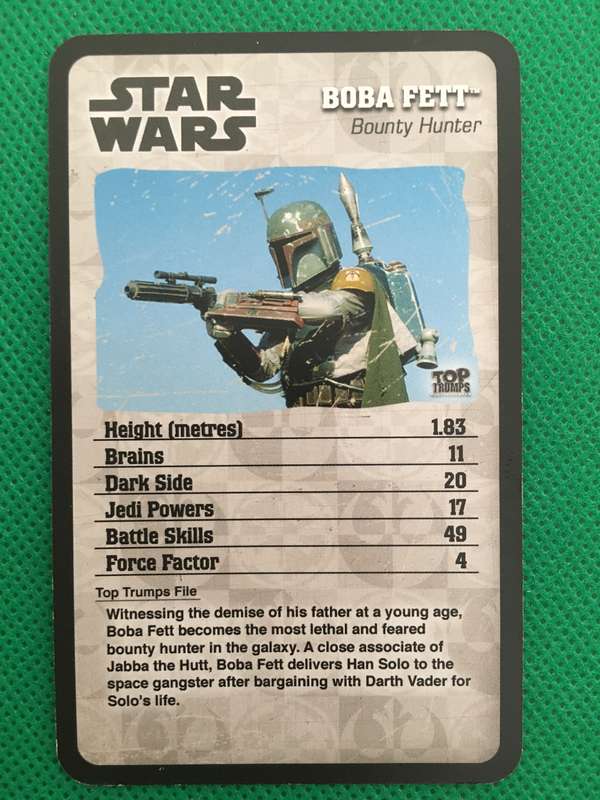 STAR
WARS
BOBA FETT™
Bounty Hunter
TOP
TRUMPS
Height (metres) 1.83
Brains 11
Dark Side 20
Jedi Powers 17
Battle Skills 49
Force Factor 4
Top Trumps File
Witnessing the demise of his father at a young age,
Boba Fett becomes the most lethal and feared
bounty hunter in the galaxy. A close associate of
Jabba the Hutt, Boba Fett delivers Han Solo to the
space gangster after bargaining with Darth Vader for
Solo's life.